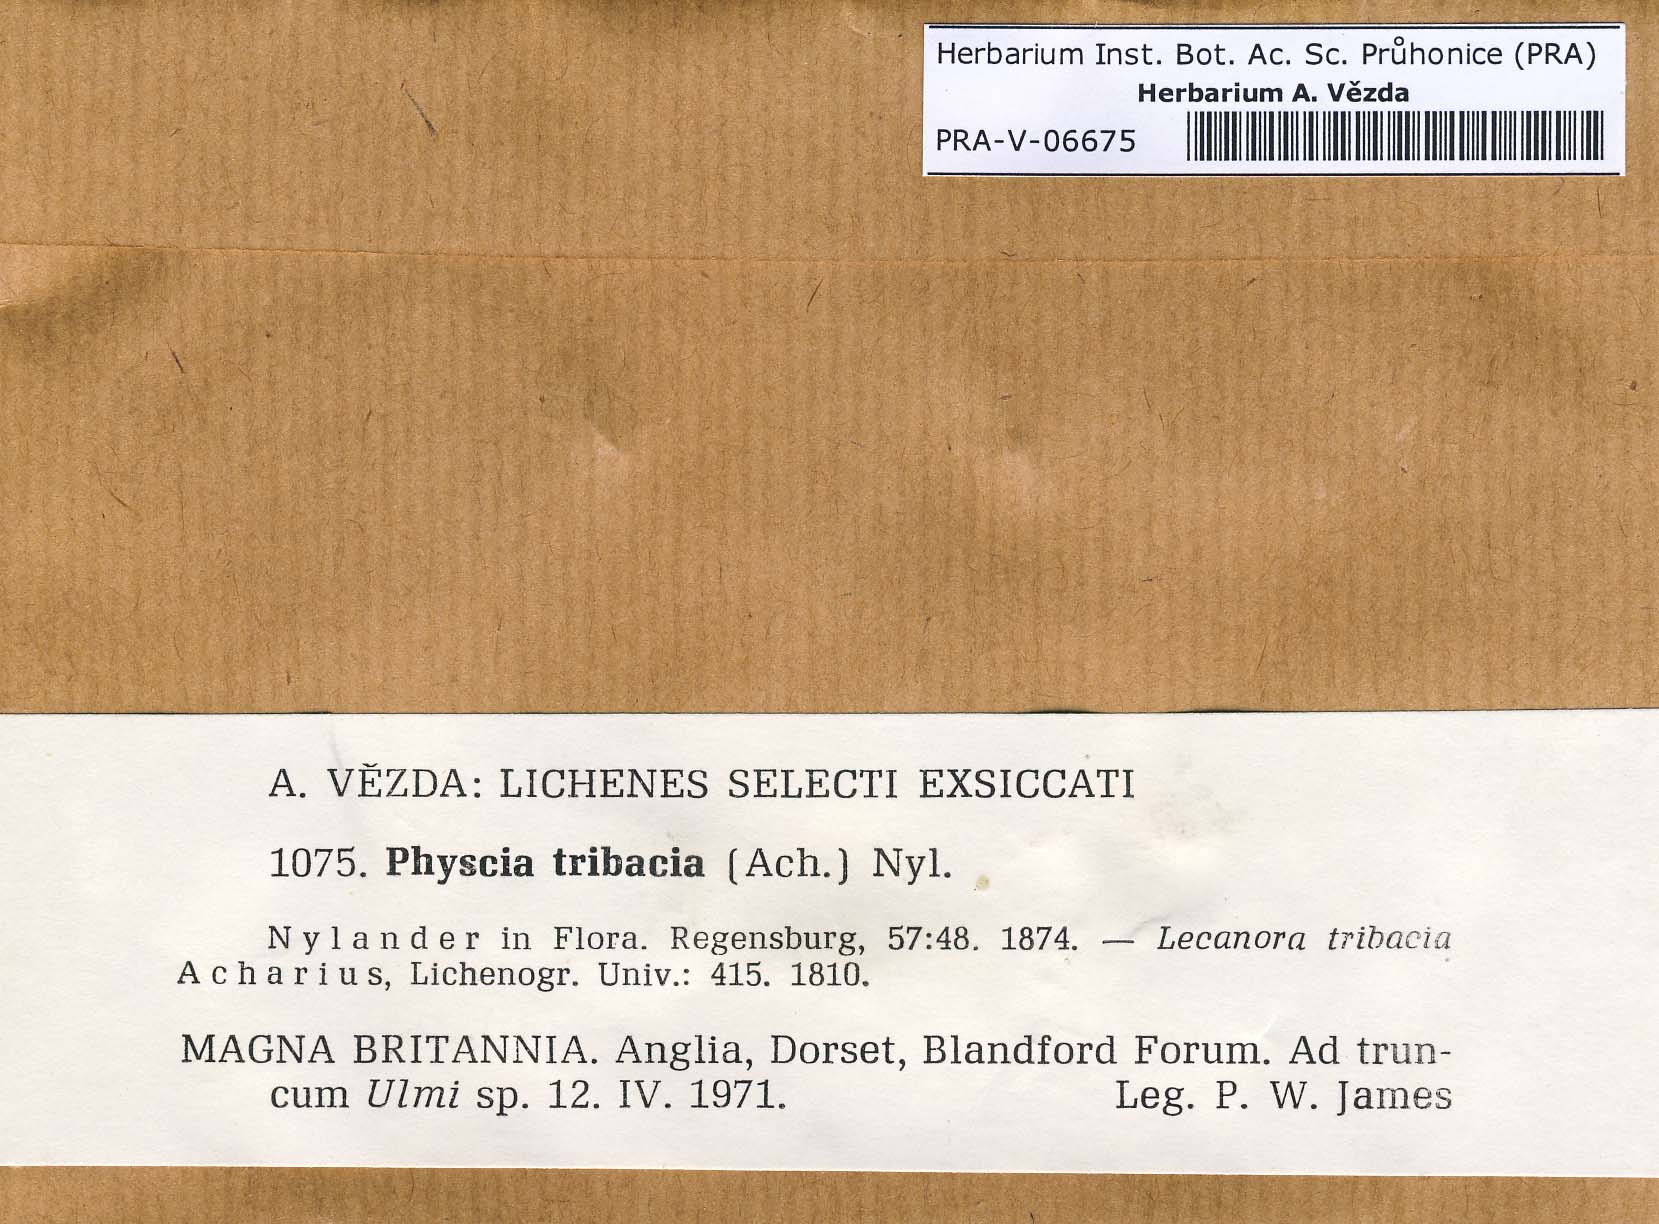 Herbarium Inst. Bot. Ac. Sc. Průhonice (PRA)
Herbarium A. Vězda
PRA-V-06675
A. VĚZDA: LICHENES SELECTI EXSICCATI
1075. Physcia tribacia (Ach.) Nyl.
Nylander in Flora. Regensburg, 57:48. 1874. — Lecanora tribacia
Acharius, Lichenogr. Univ.: 415. 1810.
MAGNA BRITANNIA. Anglia, Dorset, Blandford Forum. Ad trun-
cum Ulmi sp. 12. IV. 1971. Leg. P. W. James